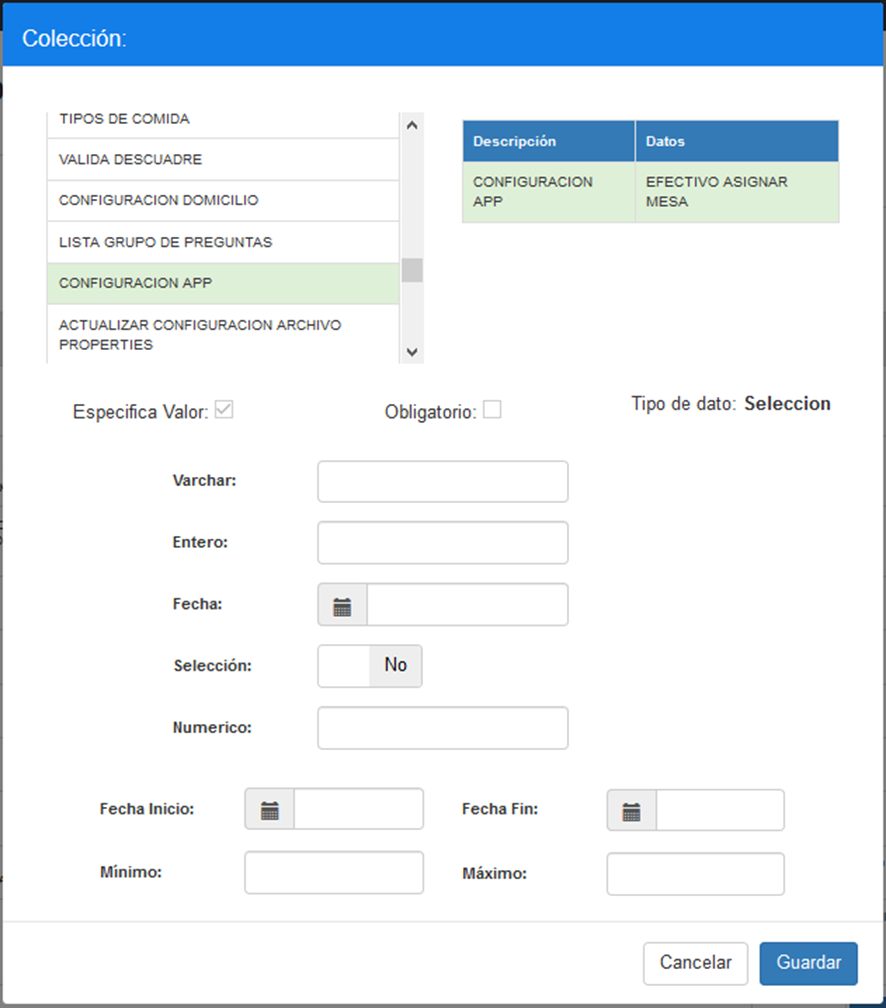 Colección:
TIPOS DE COMIDA
VALIDA DESCUADRE
CONFIGURACION DOMICILIO
LISTA GRUPO DE PREGUNTAS
CONFIGURACION APP
ACTUALIZAR CONFIGURACION ARCHIVO
PROPERTIES
Descripción Datos
CONFIGURACION EFECTIVO ASIGNAR
APP MESA
Especifica Valor: Obligatorio: Tipo de dato: Seleccion
Varchar:
Entero:
Fecha:
Selección: No
Numerico:
Fecha Inicio: Fecha Fin:
Mínimo: Máximo:
Cancelar Guardar